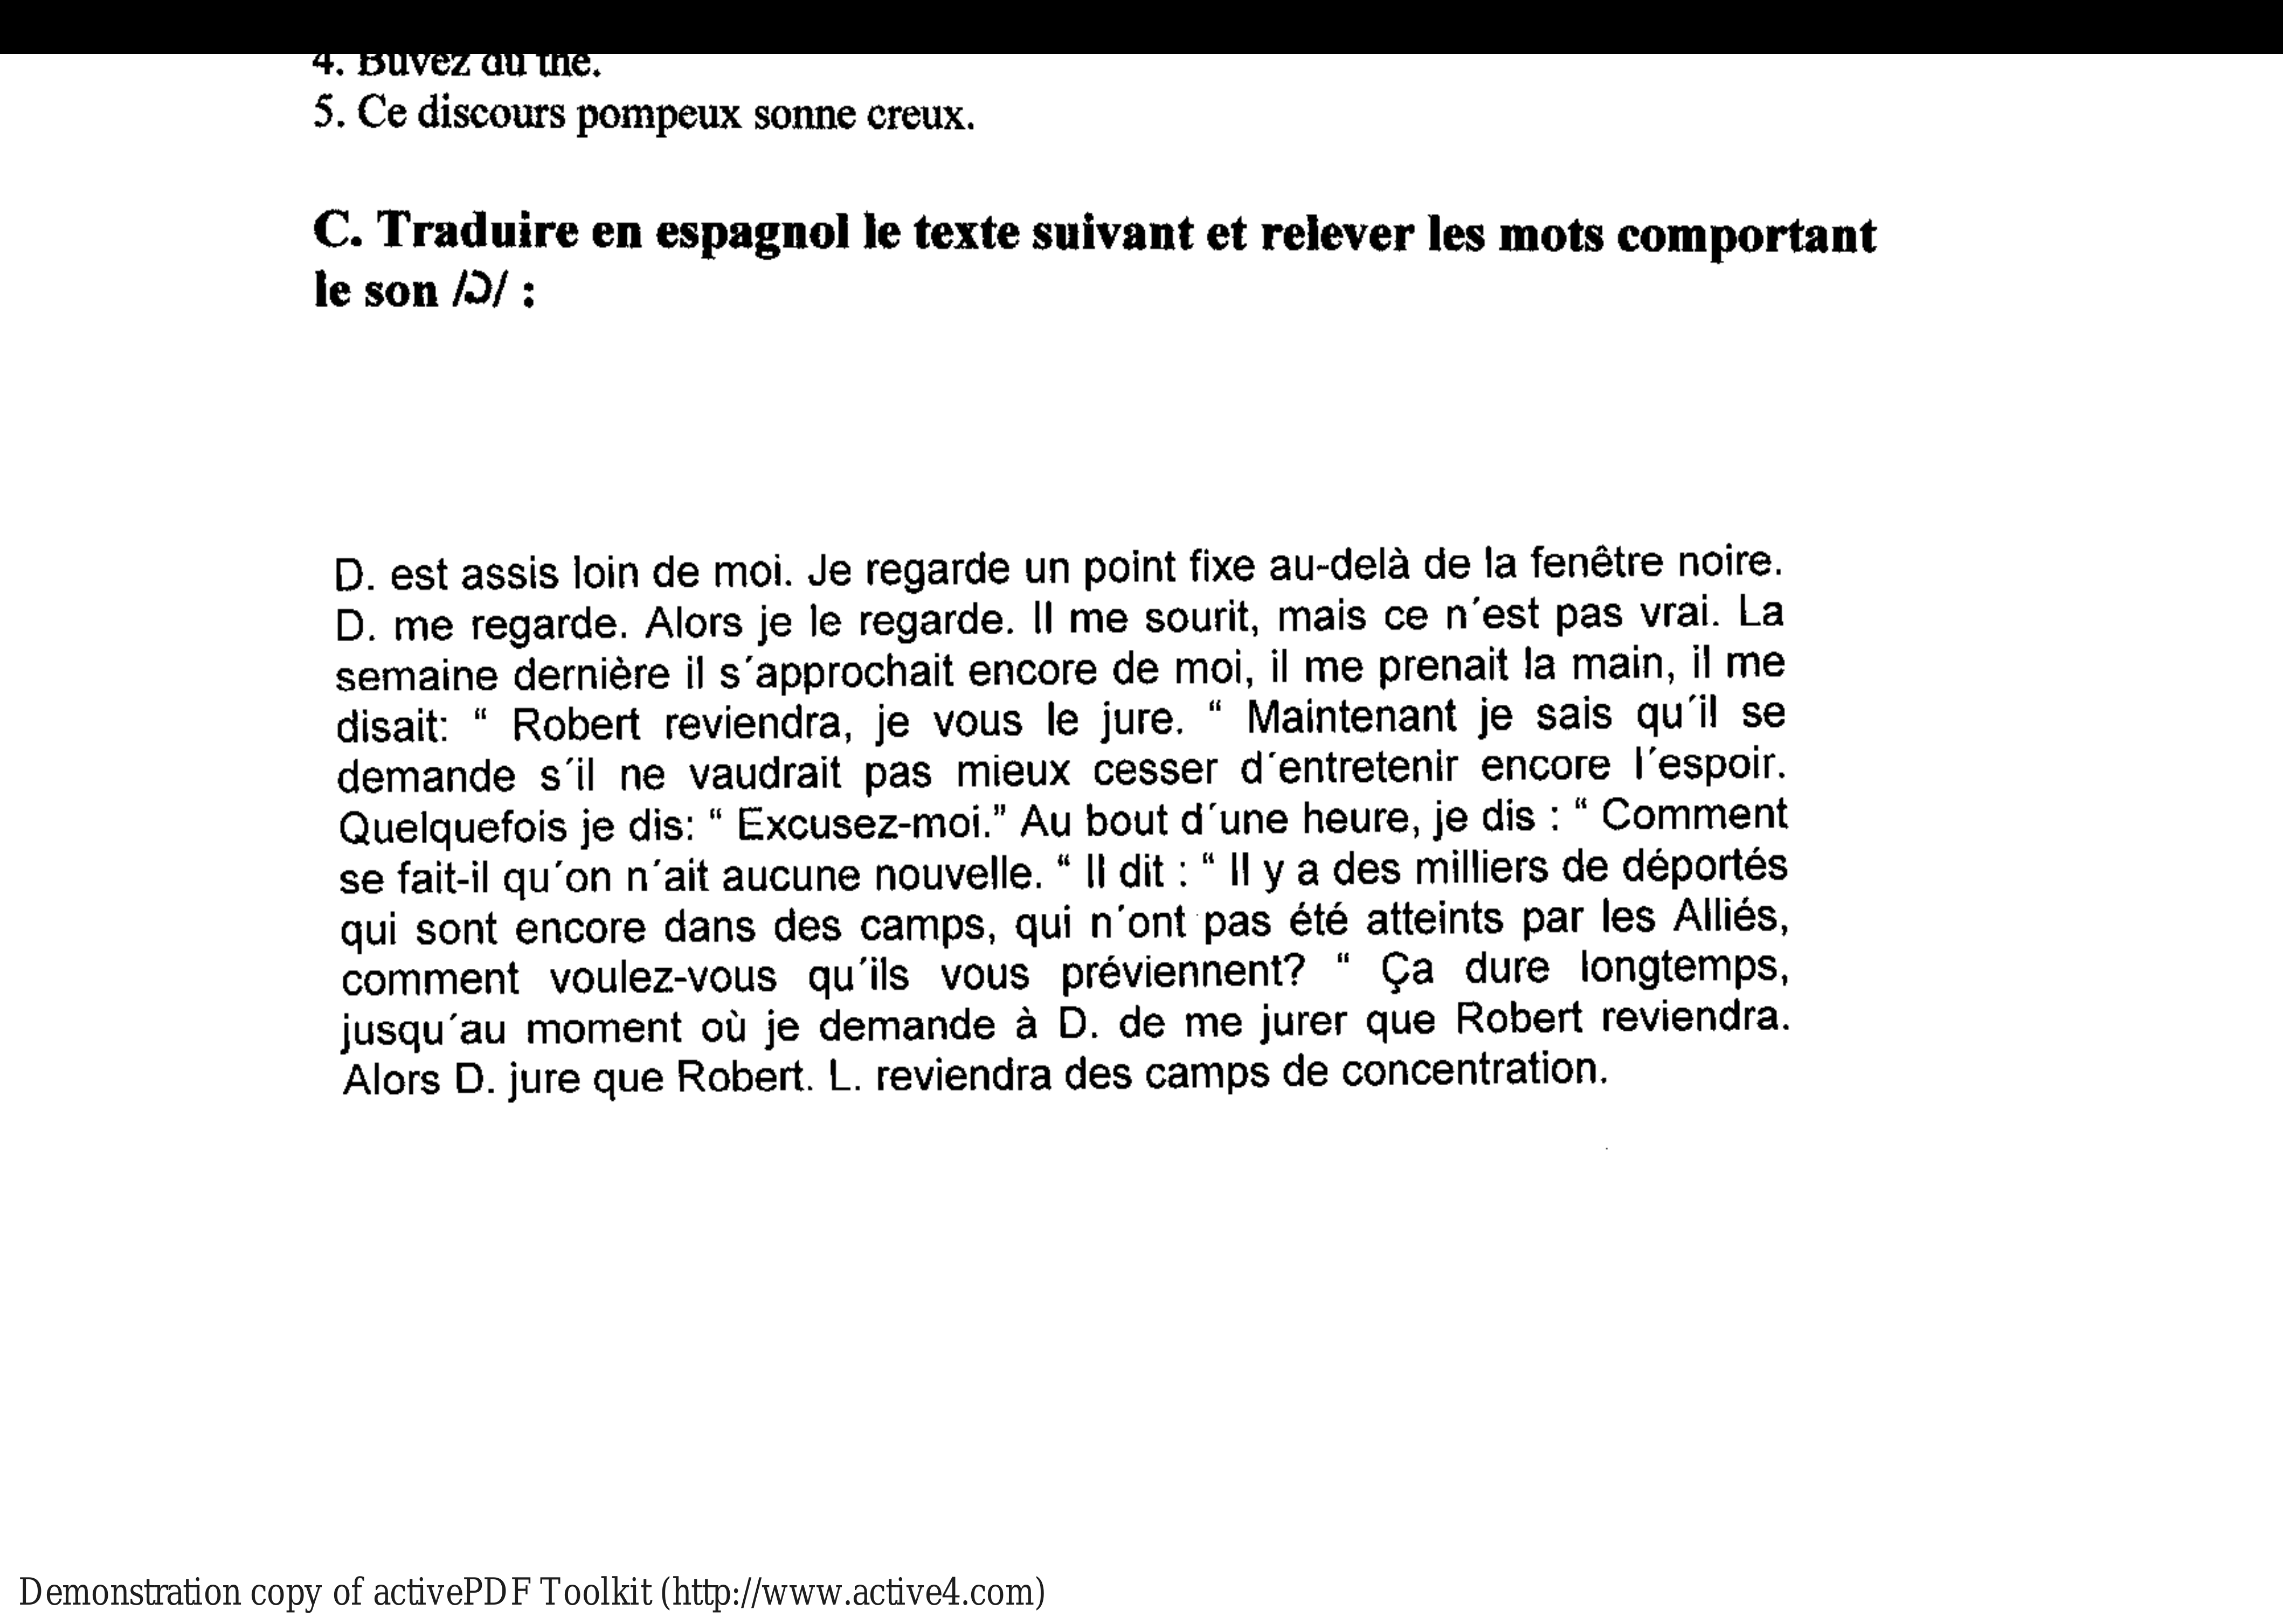 4. Buvez du thé.
5. Ce discours pompeux sonne creux.
C. Traduire en espagnol le texte suivant et relever les mots comportant
le son /ɔ/ :
D. est assis loin de moi. Je regarde un point fixe au-delà de la fenêtre noire.
D. me regarde. Alors je le regarde. Il me sourit, mais ce n´est pas vrai. La
semaine dernière il s´approchait encore de moi, il me prenait la main, il me
disait: “ Robert reviendra, je vous le jure. “ Maintenant je sais qu´il se
demande s´il ne vaudrait pas mieux cesser d´entretenir encore l´espoir.
Quelquefois je dis: “ Excusez-moi.” Au bout d´une heure, je dis : “ Comment
se fait-il qu´on n´ait aucune nouvelle. “ Il dit : “ Il y a des milliers de déportés
qui sont encore dans des camps, qui n´ont pas été atteints par les Alliés,
comment voulez-vous qu´ils vous préviennent? “ Ça dure longtemps,
jusqu´au moment où je demande à D. de me jurer que Robert reviendra.
Alors D. jure que Robert. L. reviendra des camps de concentration.
Demonstration copy of activePDF Toolkit (http://www.active4.com)